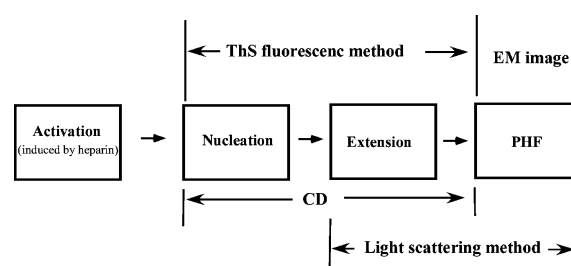 ThS fluorescenc method
EM image
Activation
(induced by heparin)
Nucleation
Extension
PHF
CD
Light scattering method